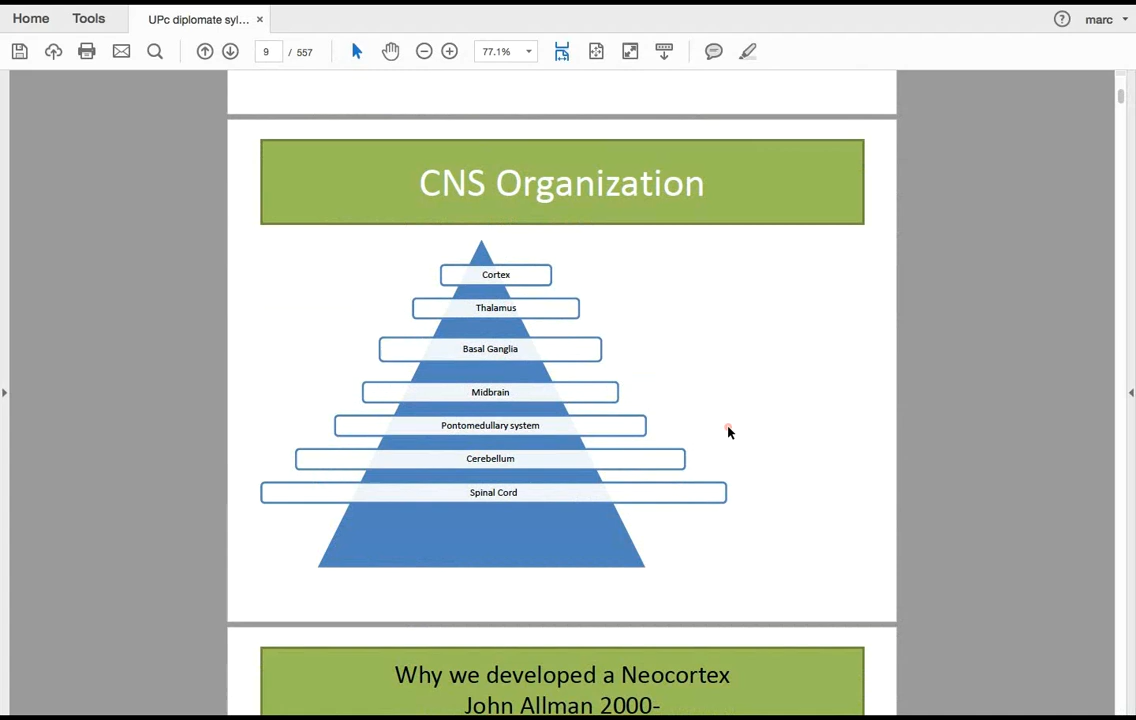 Home Tools UPc diplomate syl... × ? marc
9 / 557 77.1%
CNS Organization
Cortex
Thalamus
Basal Ganglia
Midbrain
Pontomedullary system
Cerebellum
Spinal Cord
Why we developed a Neocortex
John Allman 2000-